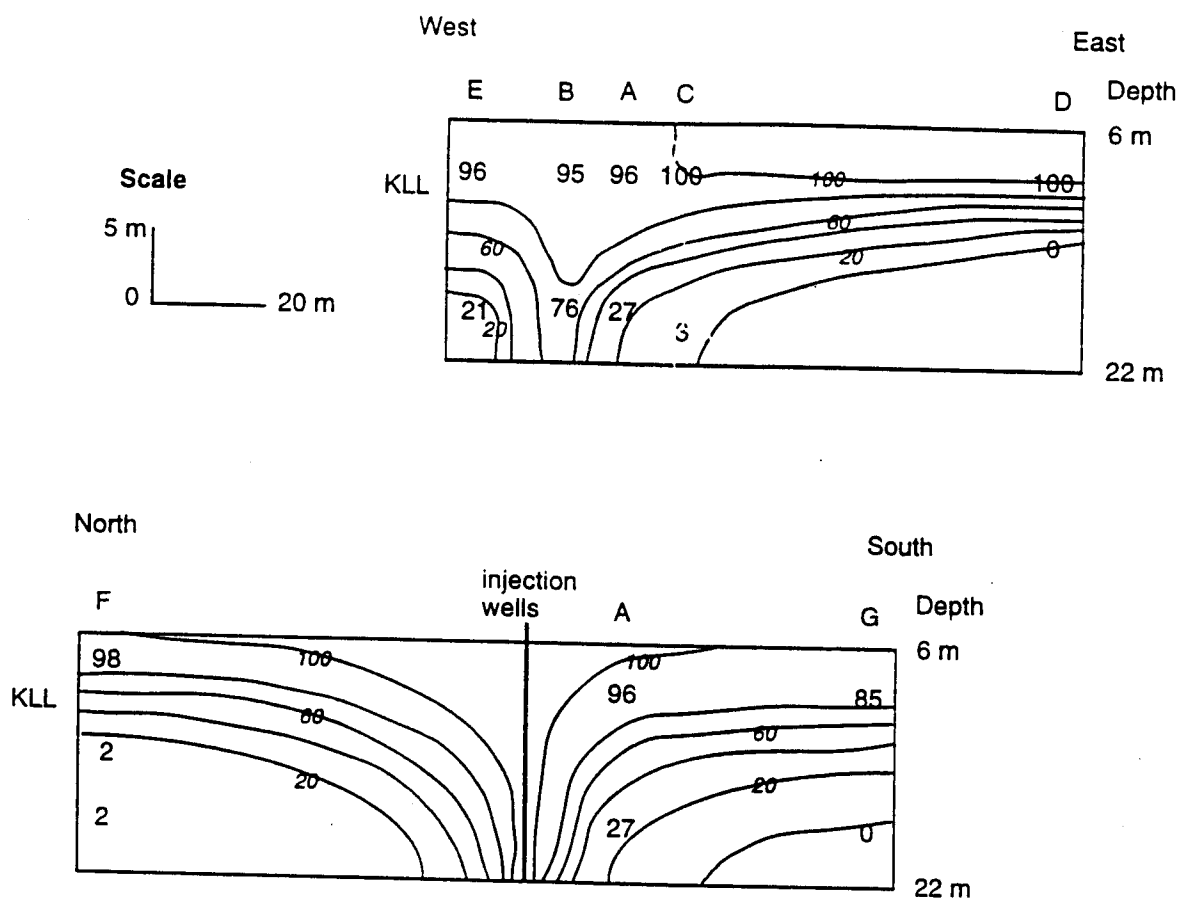 West
East
E B A C D Depth
6 m
Scale
KLL 96 95 96 100 100 100
5 m
60 60
20 0
0 20 m
21 76 27
20 3
22 m
North
South
injection
wells
F A G Depth
6 m
98 100 100
KLL 96 85
60 60
2 20 20
2 27 0
22 m